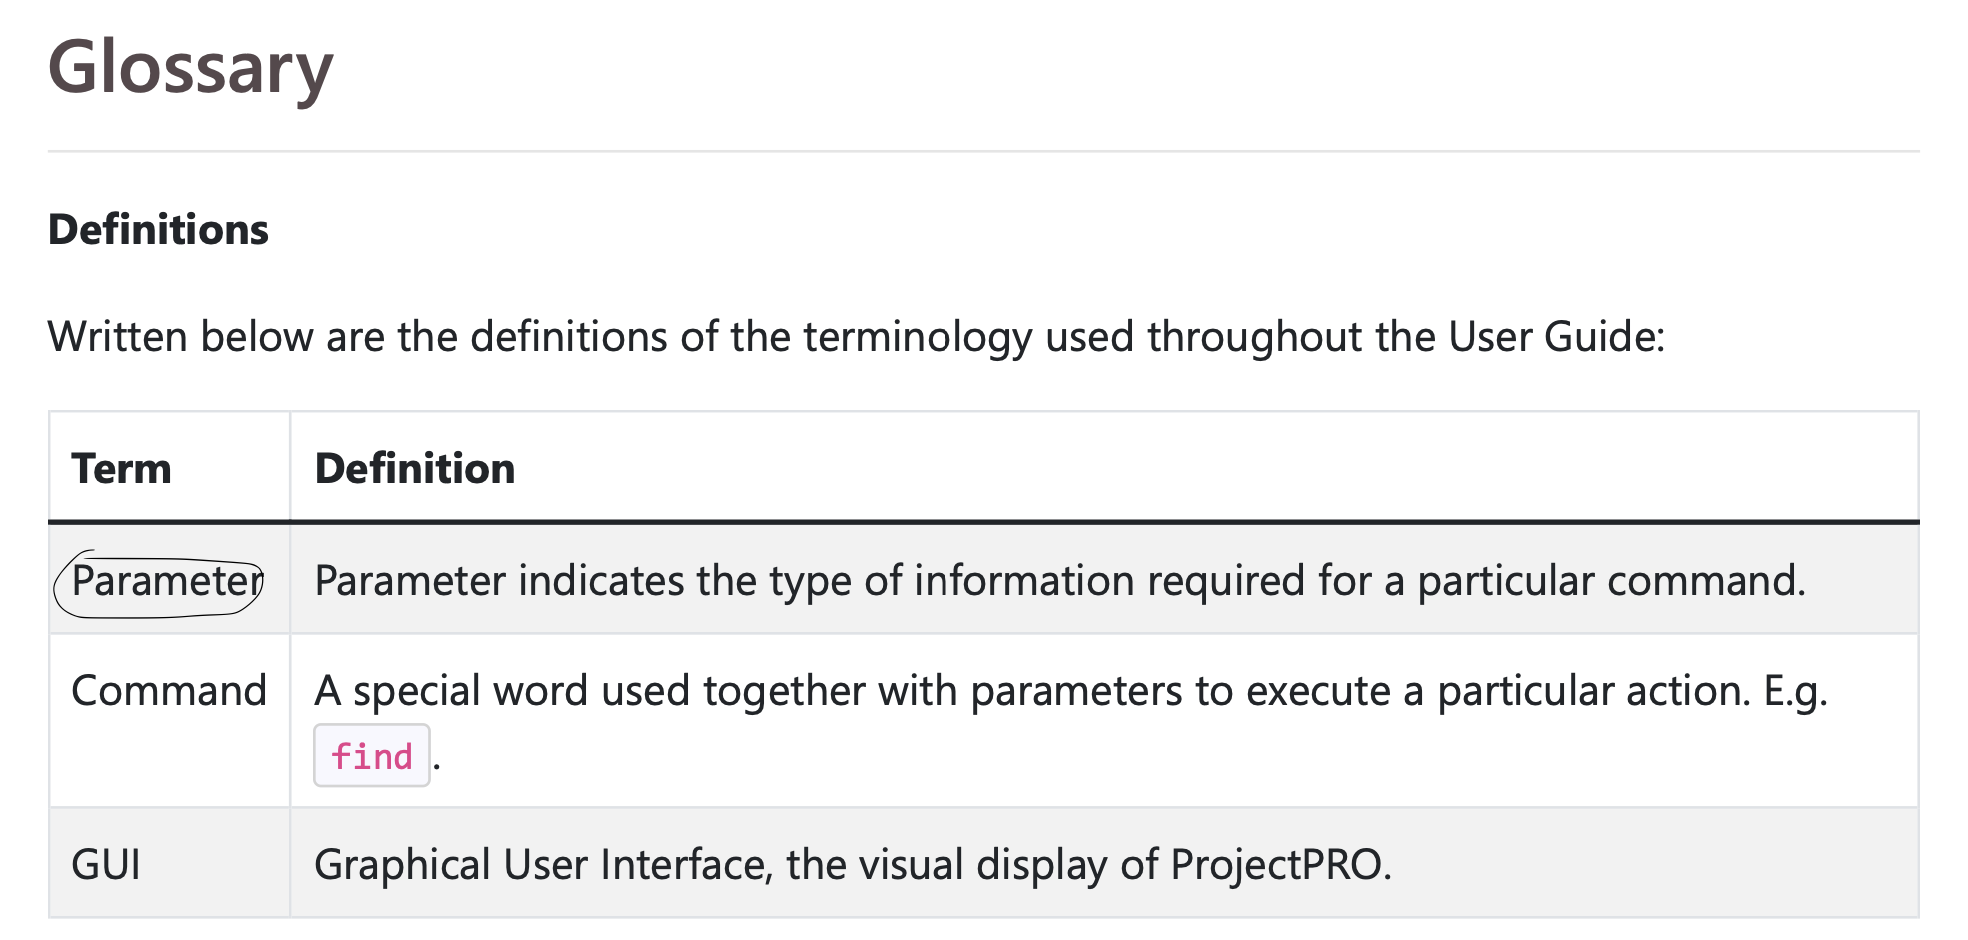 Glossary
Definitions
Written below are the definitions of the terminology used throughout the User Guide:
Term Definition
Parameter Parameter indicates the type of information required for a particular command.
Command A special word used together with parameters to execute a particular action. E.g.
find.
GUI Graphical User Interface, the visual display of ProjectPRO.